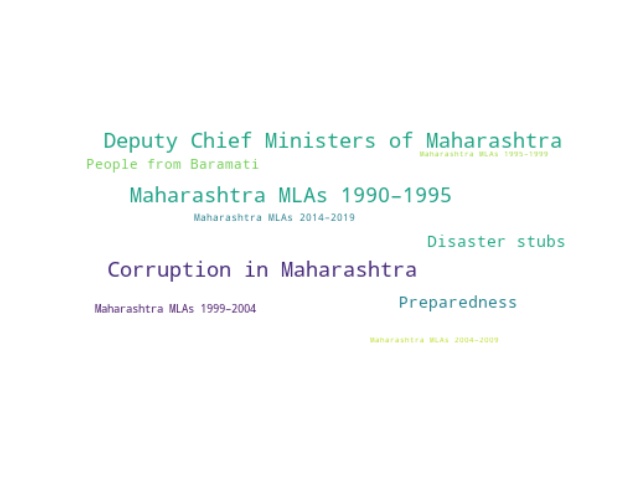 Deputy Chief Ministers of Maharashtra
Maharashtra MLAs 1995–1999
People from Baramati
Maharashtra MLAs 1990–1995
Maharashtra MLAs 2014–2019
Disaster stubs
Corruption in Maharashtra
Preparedness
Maharashtra MLAs 1999–2004
Maharashtra MLAs 2004–2009